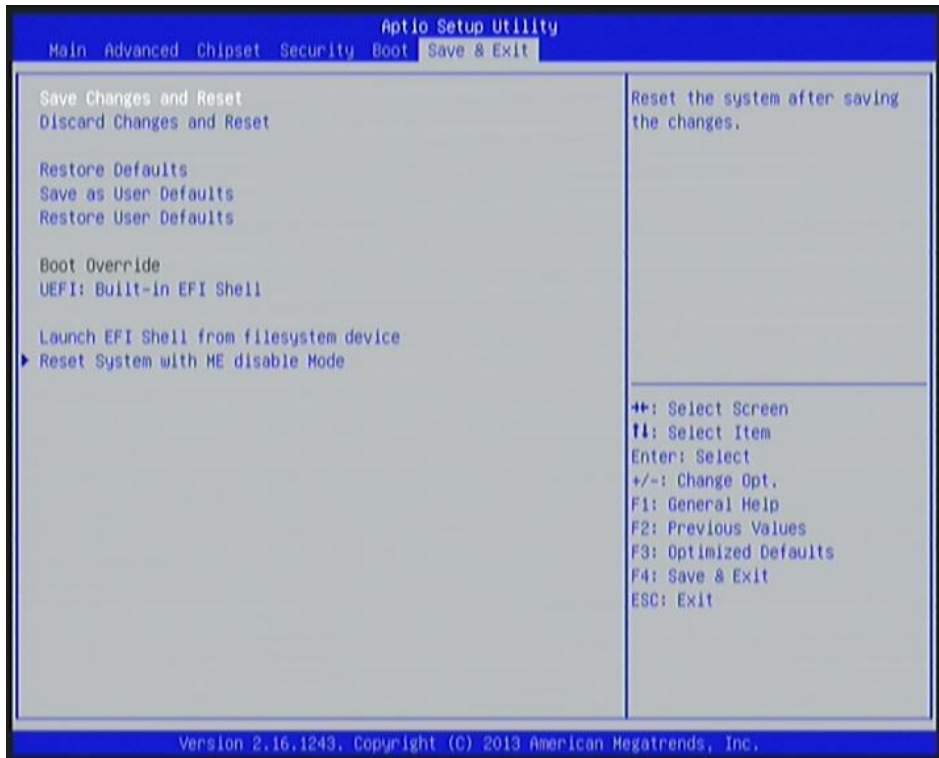 Aptio Setup Utility
Main Advanced Chipset Security Boot Save & Exit
Save Changes and Reset
Discard Changes and Reset
Restore Defaults
Save as User Defaults
Restore User Defaults
Boot Override
UEFI: Built-in EFI Shell
Launch EFI Shell from filesystem device
Reset System with ME disable Mode
Reset the system after saving
the changes.
→←: Select Screen
↑↓: Select Item
Enter: Select
+/-: Change Opt.
F1: General Help
F2: Previous Values
F3: Optimized Defaults
F4: Save & Exit
ESC: Exit
Version 2.16.1243. Copyright (C) 2013 American Megatrends, Inc.